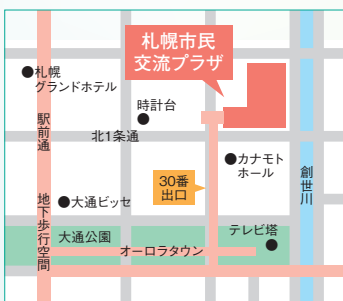 札幌市民
交流プラザ
札幌
グランドホテル
時計台
駅前通
北1条通
カナモト
ホール
30番
出口
創世川
地下歩行空間
大通ビッセ
大通公園
テレビ塔
オーロラタウン